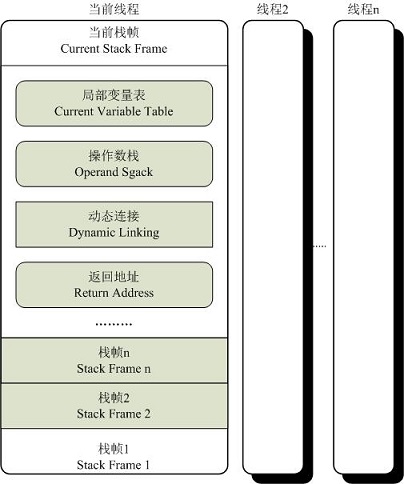 当前线程
线程2
线程n
当前栈帧
Current Stack Frame
局部变量表
Current Variable Table
操作数栈
Operand Sgack
动态连接
Dynamic Linking
返回地址
Return Address
………
......
栈帧n
Stack Frame n
栈帧2
Stack Frame 2
栈帧1
Stack Frame 1